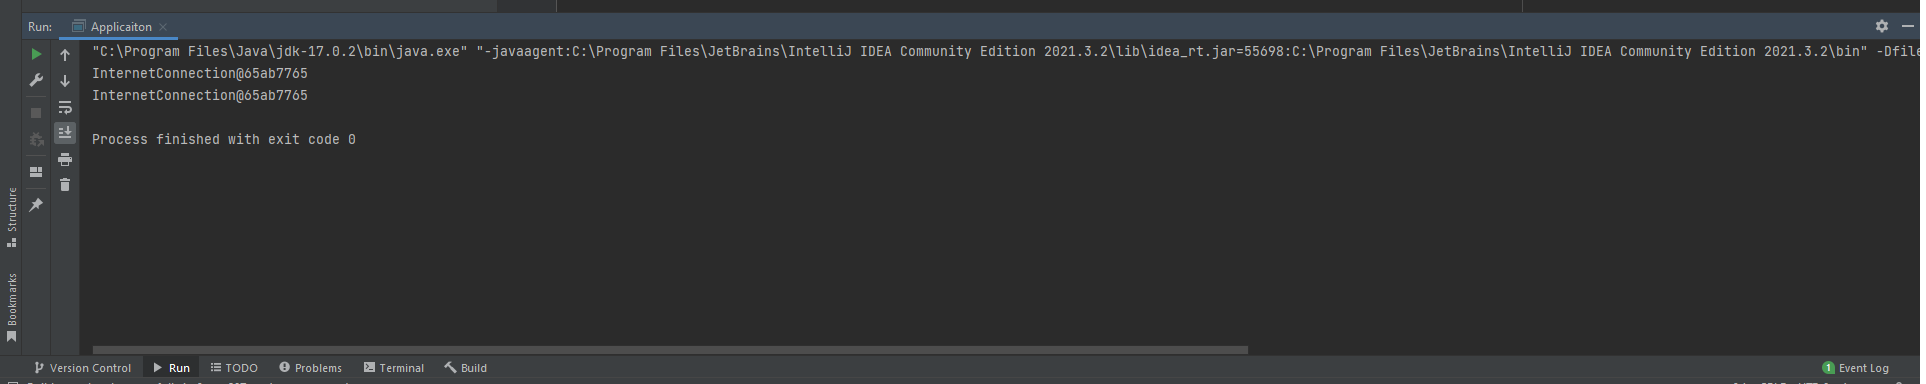 Run: Applicaiton
"C:\Program Files\Java\jdk-17.0.2\bin\java.exe" "-javaagent:C:\Program Files\JetBrains\IntelliJ IDEA Community Edition 2021.3.2\lib\idea_rt.jar=55698:C:\Program Files\JetBrains\IntelliJ IDEA Community Edition 2021.3.2\bin" -Dfile
InternetConnection@65ab7765
InternetConnection@65ab7765
Process finished with exit code 0
Structure
Bookmarks
Version Control Run TODO Problems Terminal Build 1 Event Log